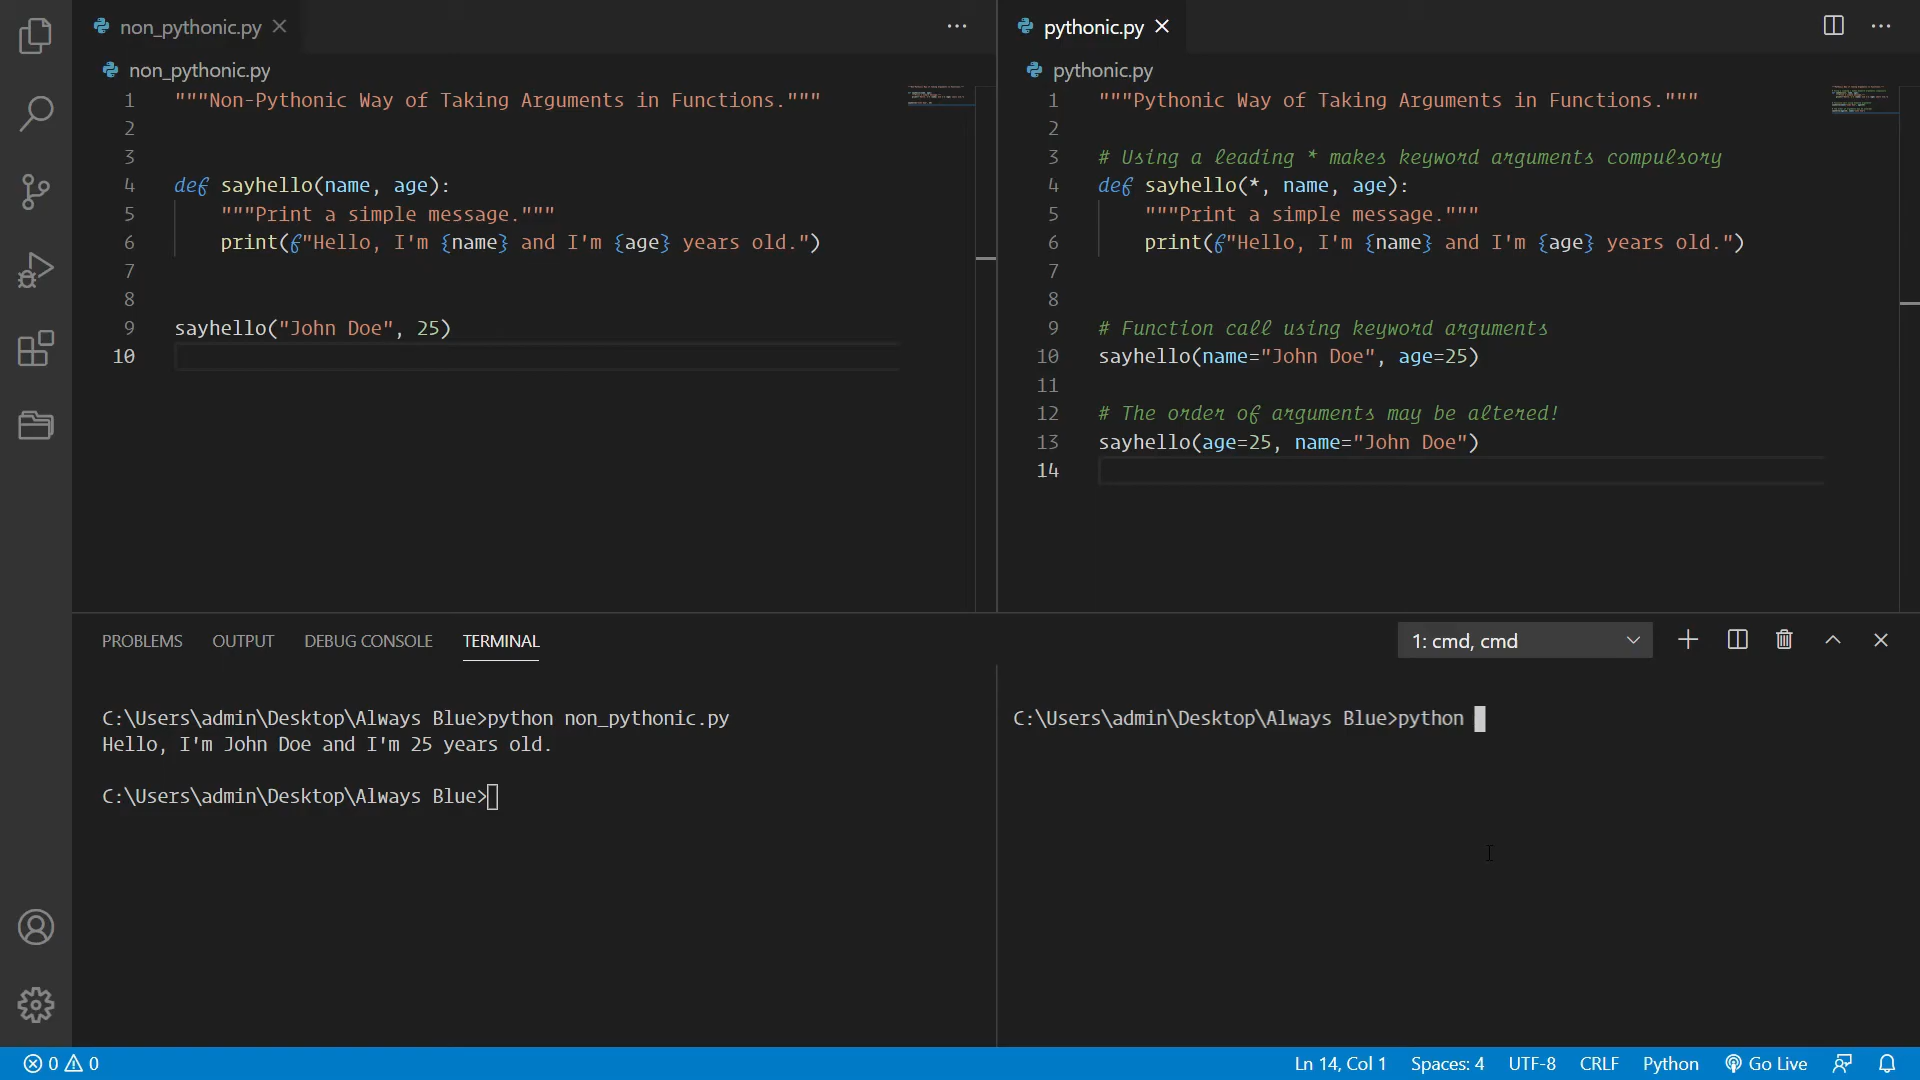 non_pythonic.py
non_pythonic.py
1 """Non-Pythonic Way of Taking Arguments in Functions."""
2
3
4 def sayhello(name, age):
5     """Print a simple message."""
6     print(f"Hello, I'm {name} and I'm {age} years old.")
7
8
9 sayhello("John Doe", 25)
10
pythonic.py
pythonic.py
1 """Pythonic Way of Taking Arguments in Functions."""
2
3 # Using a leading * makes keyword arguments compulsory
4 def sayhello(*, name, age):
5     """Print a simple message."""
6     print(f"Hello, I'm {name} and I'm {age} years old.")
7
8
9 # Function call using keyword arguments
10 sayhello(name="John Doe", age=25)
11
12 # The order of arguments may be altered!
13 sayhello(age=25, name="John Doe")
14
PROBLEMS OUTPUT DEBUG CONSOLE TERMINAL
1: cmd, cmd
C:\Users\admin\Desktop\Always Blue>python non_pythonic.py
Hello, I'm John Doe and I'm 25 years old.
C:\Users\admin\Desktop\Always Blue>
C:\Users\admin\Desktop\Always Blue>python
0 0 Ln 14, Col 1 Spaces: 4 UTF-8 CRLF Python Go Live